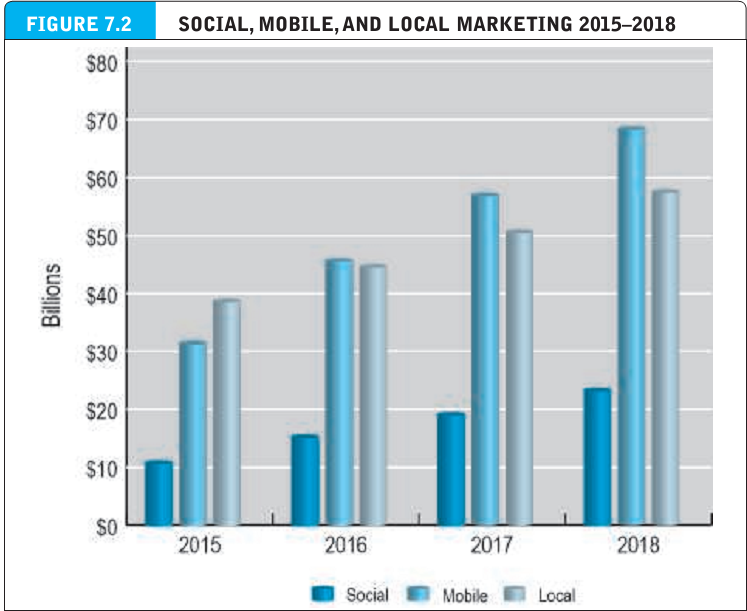 FIGURE 7.2 SOCIAL, MOBILE, AND LOCAL MARKETING 2015–2018
$80
$70
$60
$50
$40
$30
$20
$10
$0
Billions
2015 2016 2017 2018
Social Mobile Local